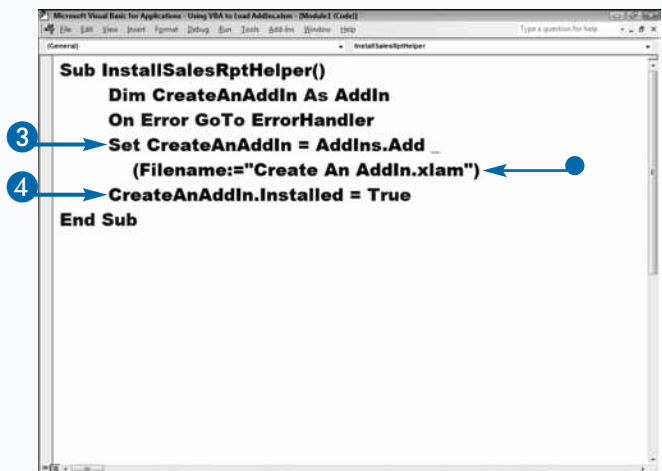 Microsoft Visual Basic for Applications - Using VBA to Load AddIns.xlsm - [Module1 (Code)]
File Edit View Insert Format Debug Run Tools Add-Ins Window Help Type a question for help
(General) InstallSalesRptHelper
Sub InstallSalesRptHelper()
Dim CreateAnAddIn As AddIn
On Error GoTo ErrorHandler
3 Set CreateAnAddIn = AddIns.Add _
(Filename:="Create An AddIn.xlam")
4 CreateAnAddIn.Installed = True
End Sub